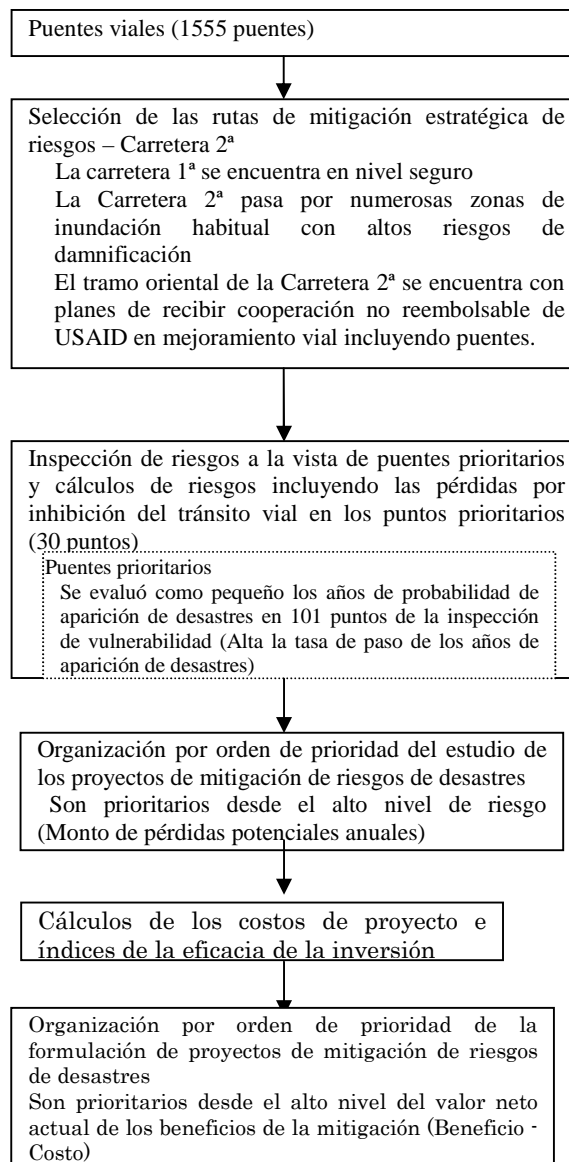 Puentes viales (1555 puentes)
Selección de las rutas de mitigación estratégica de
riesgos – Carretera 2ª
La carretera 1ª se encuentra en nivel seguro
La Carretera 2ª pasa por numerosas zonas de
inundación habitual con altos riesgos de
damnificación
El tramo oriental de la Carretera 2ª se encuentra con
planes de recibir cooperación no reembolsable de
USAID en mejoramiento vial incluyendo puentes.
Inspección de riesgos a la vista de puentes prioritarios
y cálculos de riesgos incluyendo las pérdidas por
inhibición del tránsito vial en los puntos prioritarios
(30 puntos)
Puentes prioritarios
Se evaluó como pequeño los años de probabilidad de
aparición de desastres en 101 puntos de la inspección
de vulnerabilidad (Alta la tasa de paso de los años de
aparición de desastres)
Organización por orden de prioridad del estudio de
los proyectos de mitigación de riesgos de desastres
Son prioritarios desde el alto nivel de riesgo
(Monto de pérdidas potenciales anuales)
Cálculos de los costos de proyecto e
índices de la eficacia de la inversión
Organización por orden de prioridad de la
formulación de proyectos de mitigación de riesgos
de desastres
Son prioritarios desde el alto nivel del valor neto
actual de los beneficios de la mitigación (Beneficio -
Costo)